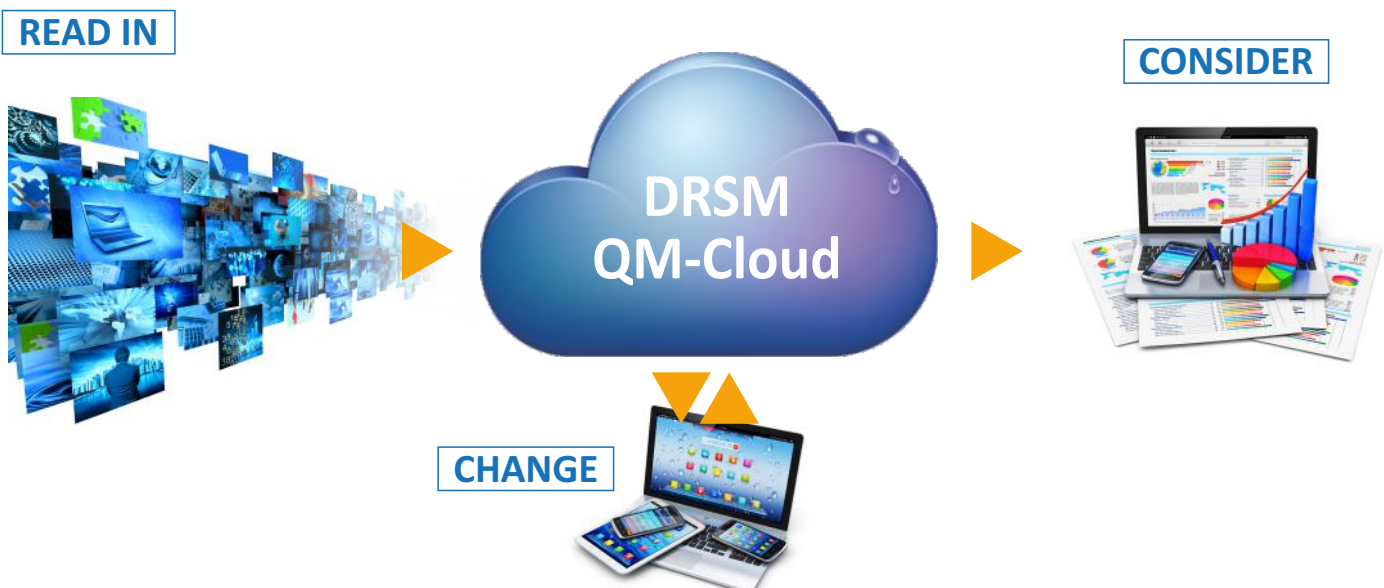 READ IN
CONSIDER
DRSM
QM-Cloud
CHANGE